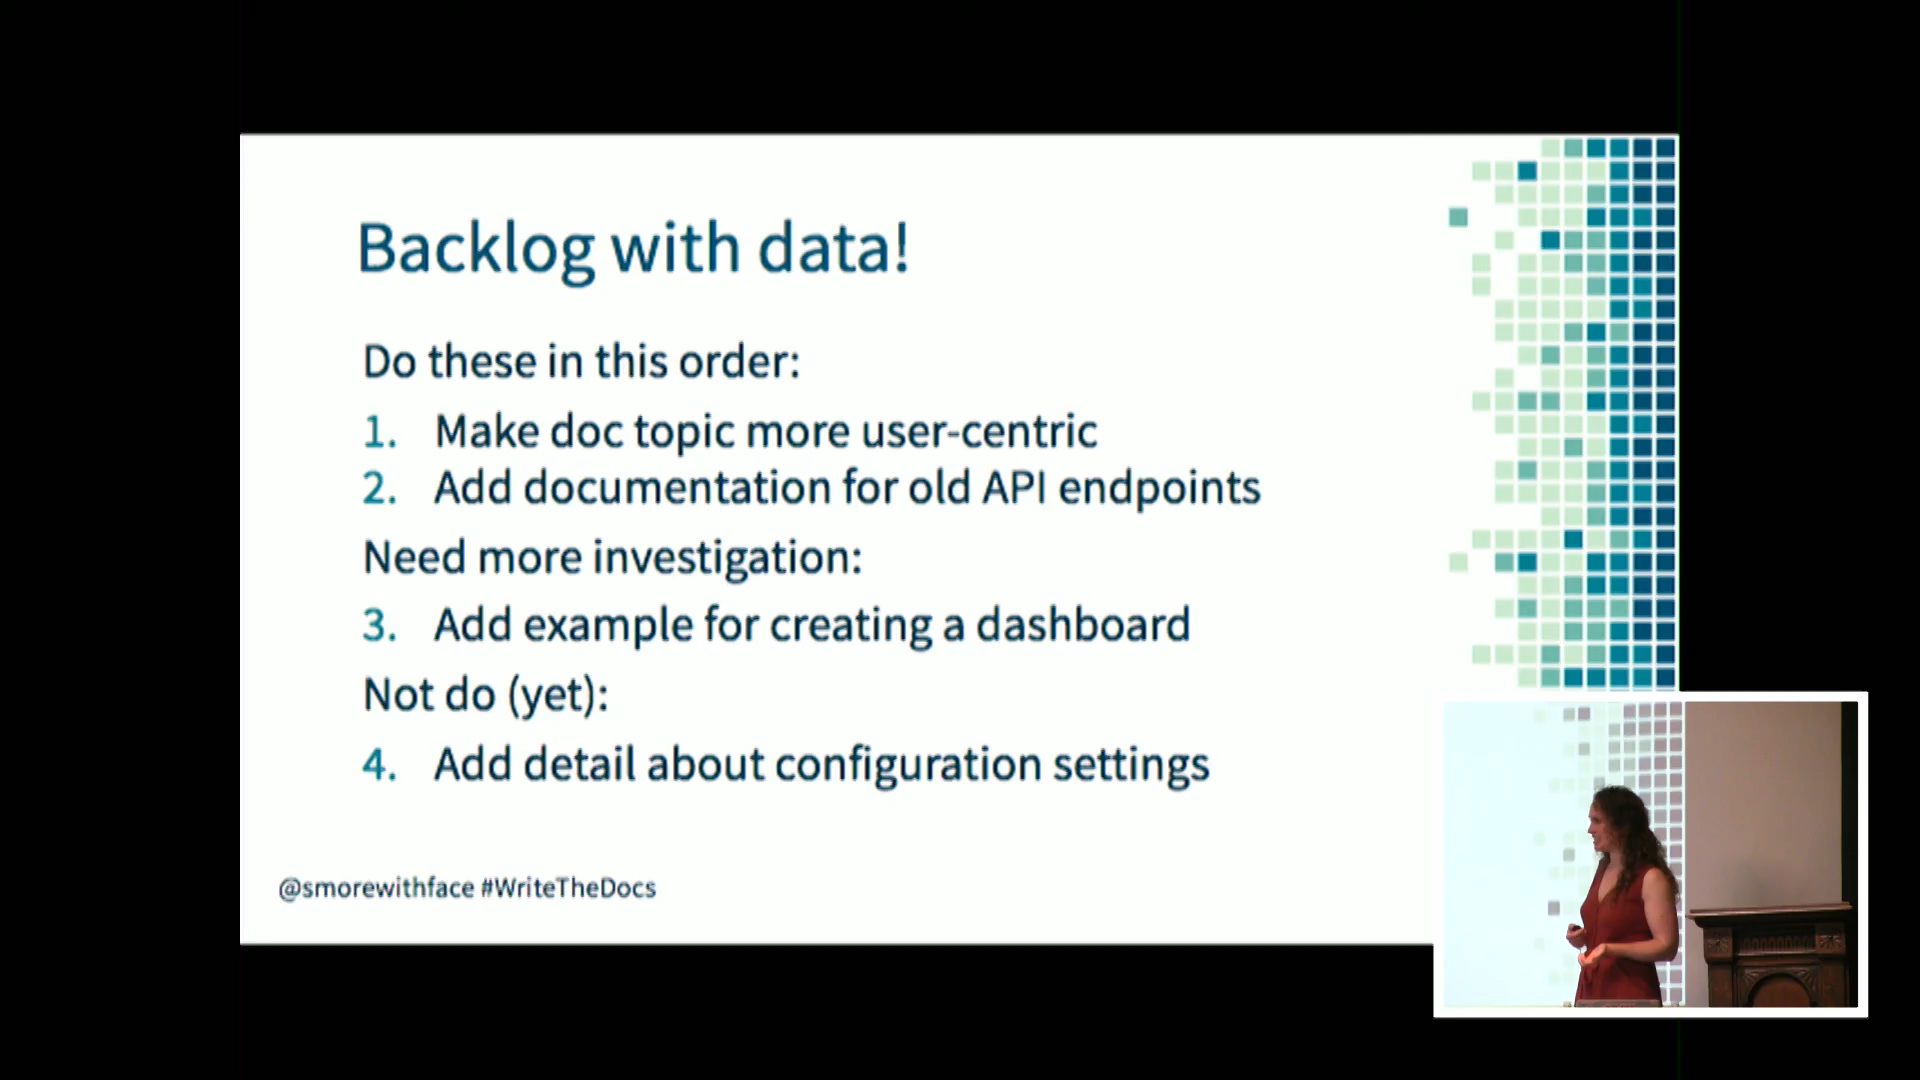 Backlog with data!
Do these in this order:
1. Make doc topic more user-centric
2. Add documentation for old API endpoints
Need more investigation:
3. Add example for creating a dashboard
Not do (yet):
4. Add detail about configuration settings
@smorewithface #WriteTheDocs